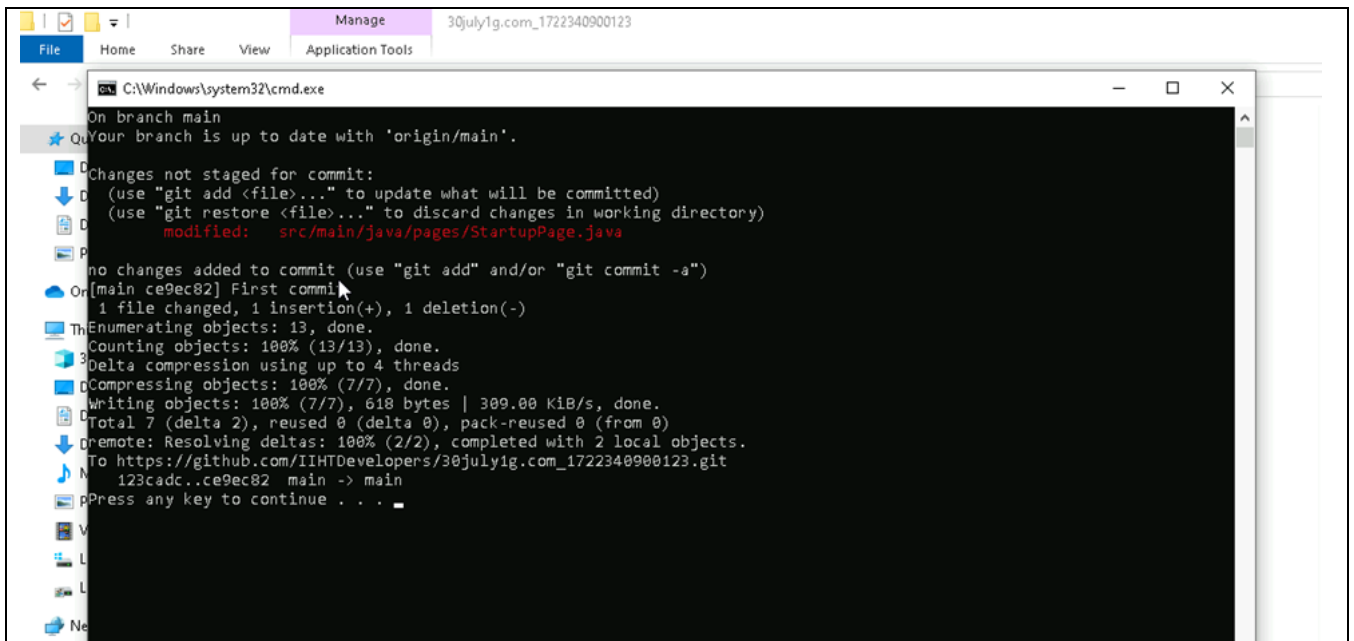 Manage
30july1g.com_1722340900123
File Home Share View Application Tools
C:\Windows\system32\cmd.exe
On branch main
Your branch is up to date with 'origin/main'.
Changes not staged for commit:
(use "git add <file>..." to update what will be committed)
(use "git restore <file>..." to discard changes in working directory)
modified: src/main/java/pages/StartupPage.java
no changes added to commit (use "git add" and/or "git commit -a")
[main ce9ec82] First commit
1 file changed, 1 insertion(+), 1 deletion(-)
Enumerating objects: 13, done.
Counting objects: 100% (13/13), done.
Delta compression using up to 4 threads
Compressing objects: 100% (7/7), done.
Writing objects: 100% (7/7), 618 bytes | 309.00 KiB/s, done.
Total 7 (delta 2), reused 0 (delta 0), pack-reused 0 (from 0)
remote: Resolving deltas: 100% (2/2), completed with 2 local objects.
To https://github.com/IIHTDevelopers/30july1g.com_1722340900123.git
123cadc..ce9ec82 main -> main
Press any key to continue . . .